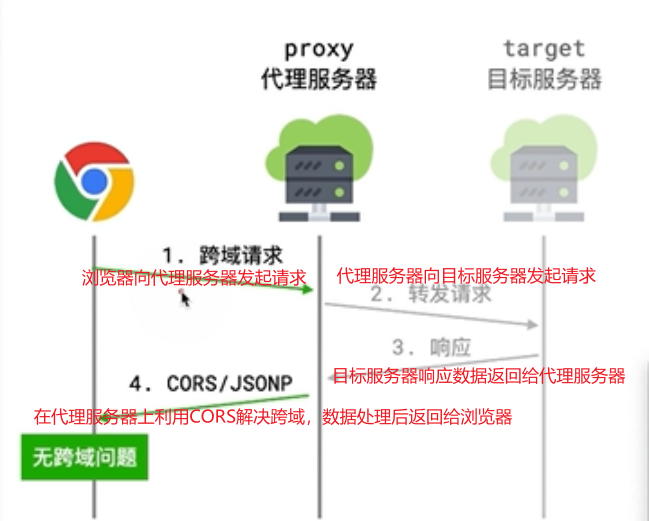 proxy
代理服务器
target
目标服务器
1. 跨域请求
浏览器向代理服务器发起请求
代理服务器向目标服务器发起请求
2. 转发请求
3. 响应
目标服务器响应数据返回给代理服务器
4. CORS/JSONP
在代理服务器上利用CORS解决跨域，数据处理后返回给浏览器
无跨域问题